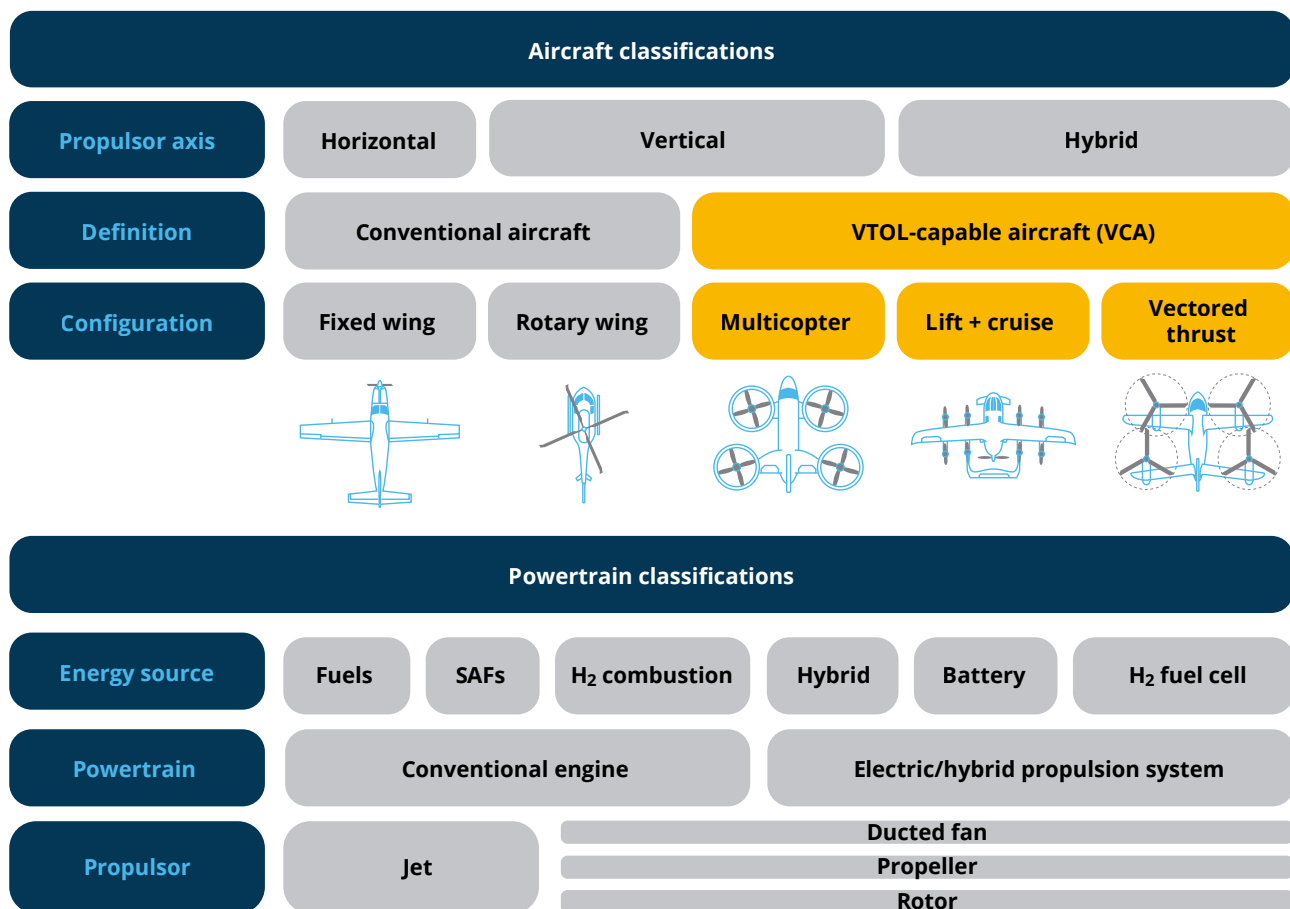 Aircraft classifications
Propulsor axis
Horizontal
Vertical
Hybrid
Definition
Conventional aircraft
VTOL-capable aircraft (VCA)
Configuration
Fixed wing
Rotary wing
Multicopter
Lift + cruise
Vectored
thrust
Powertrain classifications
Energy source
Fuels
SAFs
H₂ combustion
Hybrid
Battery
H₂ fuel cell
Powertrain
Conventional engine
Electric/hybrid propulsion system
Propulsor
Jet
Ducted fan
Propeller
Rotor